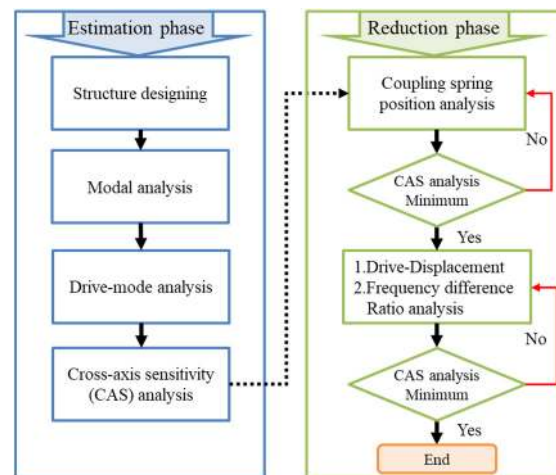 Estimation phase
Structure designing
Modal analysis
Drive-mode analysis
Cross-axis sensitivity
(CAS) analysis
Reduction phase
Coupling spring
position analysis
No
CAS analysis
Minimum
Yes
1.Drive-Displacement
2.Frequency difference
Ratio analysis
No
CAS analysis
Minimum
Yes
End